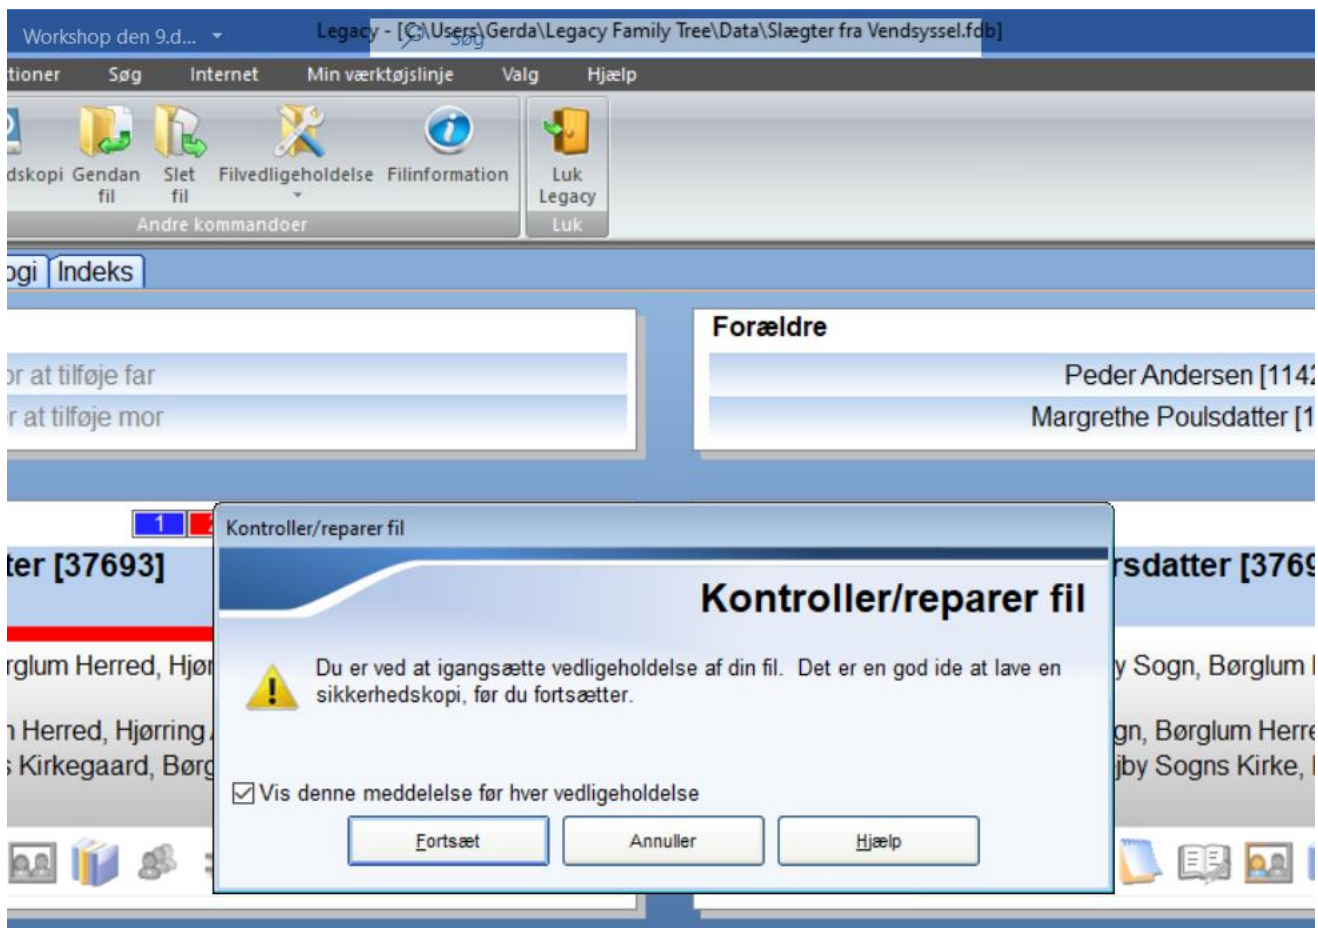 Workshop den 9.d...
Legacy - [C:\Users\Gerda\Legacy Family Tree\Data\Slægter fra Vendsyssel.fdb]
Søg
tioner Søg Internet Min værktøjslinje Valg Hjælp
dskopi Gendan fil Slet fil Filvedligeholdelse Filinformation Luk Legacy
Andre kommandoer Luk
ogi Indeks
Forældre
or at tilføje far Peder Andersen [1142
r at tilføje mor Margrethe Poulsdatter [1
1
ter [37693] rsdatter [3769
Kontroller/reparer fil
Kontroller/reparer fil
rglum Herred, Hjør y Sogn, Børglum
Du er ved at igangsætte vedligeholdelse af din fil. Det er en god ide at lave en
sikkerhedskopi, før du fortsætter.
n Herred, Hjørring gn, Børglum Herre
s Kirkegaard, Børg jby Sogns Kirke,
Vis denne meddelelse før hver vedligeholdelse
Fortsæt Annuller Hjælp